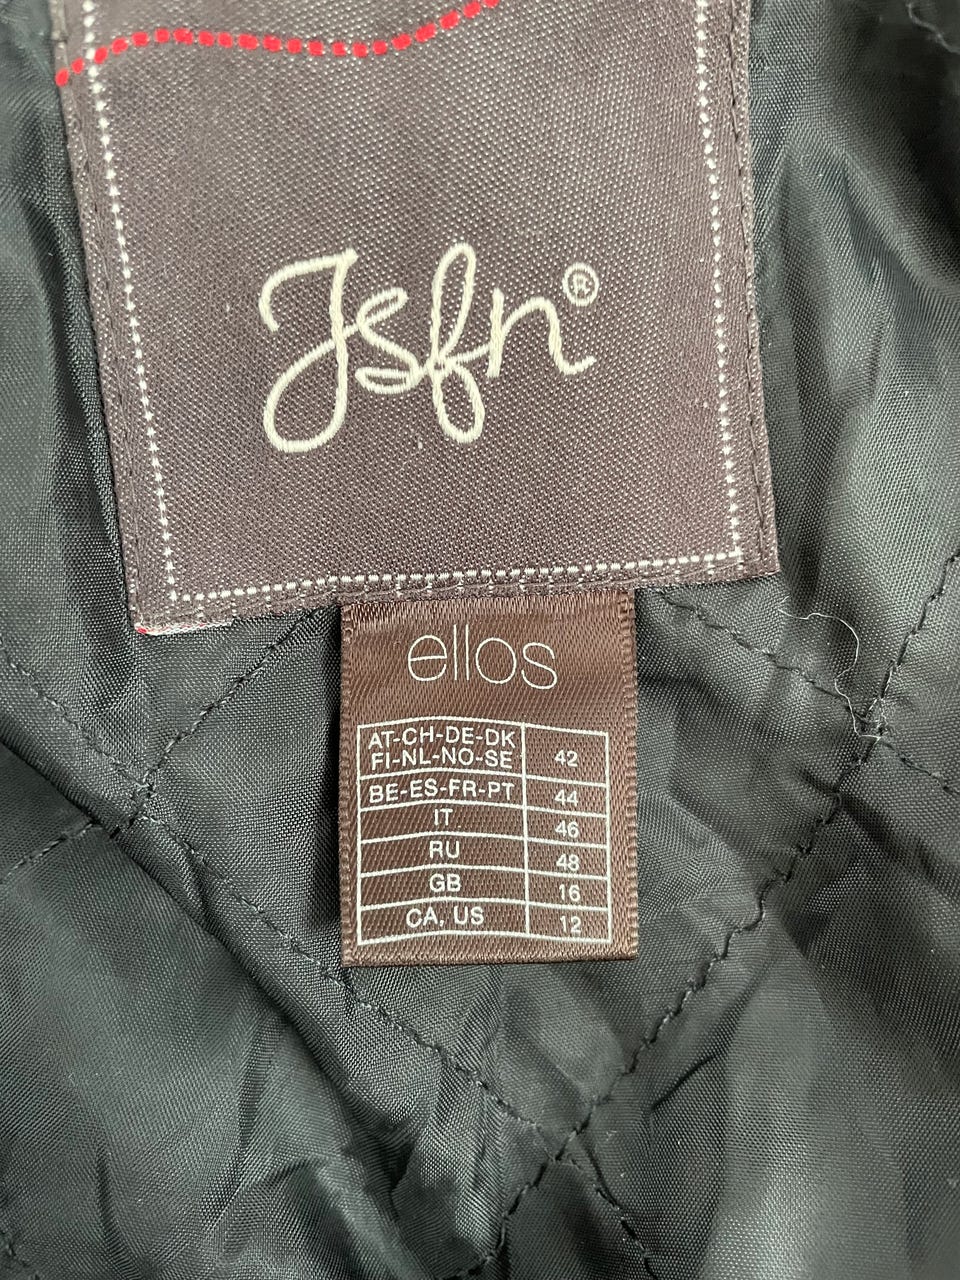 Jsfn®
ellos
AT-CH-DE-DK
FI-NL-NO-SE 42
BE-ES-FR-PT 44
IT 46
RU 48
GB 16
CA, US 12